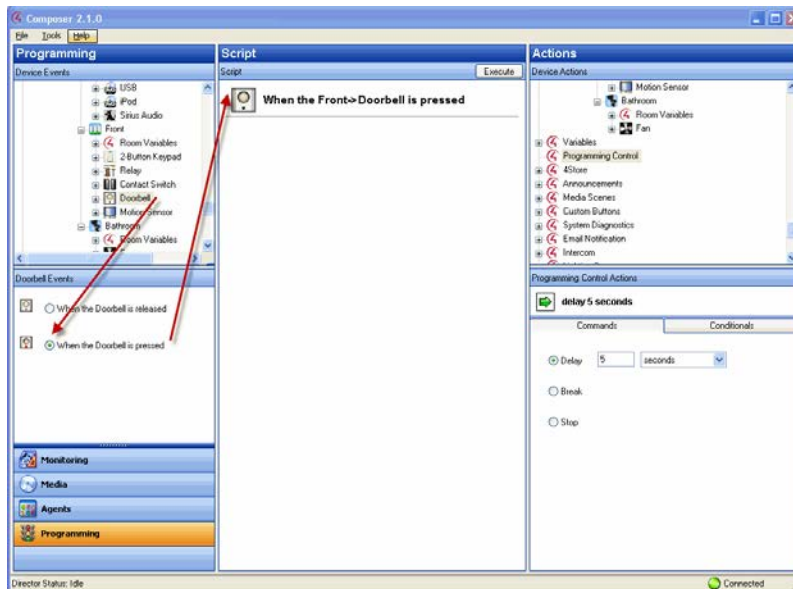 Composer 2.1.0
File Tools Help
Programming
Device Events
USB
iPod
Sirius Audio
Front
Room Variables
2-Button Keypad
Relay
Contact Switch
Doorbell
Motion Sensor
Bathroom
Room Variables
Doorbell Events
When the Doorbell is released
When the Doorbell is pressed
Monitoring
Media
Agents
Programming
Script
Script Execute
When the Front->Doorbell is pressed
Actions
Device Actions
Motion Sensor
Bathroom
Room Variables
Fan
Variables
Programming Control
4Store
Announcements
Media Scenes
Custom Buttons
System Diagnostics
Email Notification
Intercom
Programming Control Actions
delay 5 seconds
Commands Conditionals
Delay 5 seconds
Break
Stop
Director Status: Idle
Connected